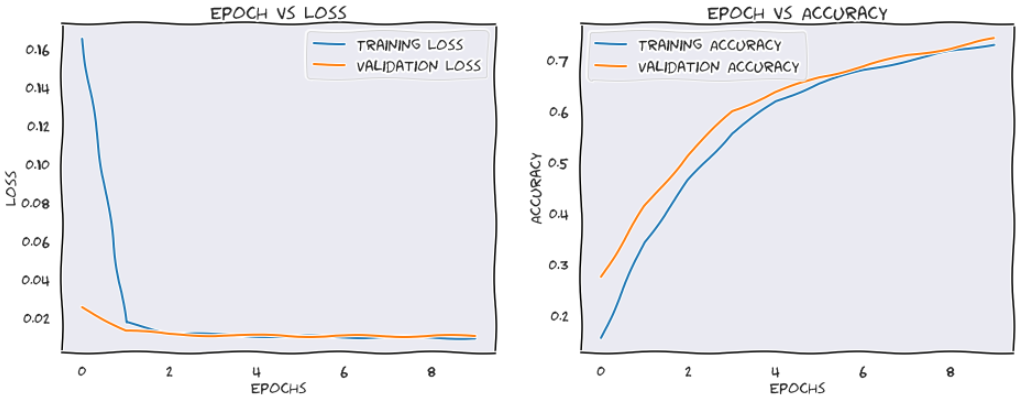 EPOCH VS LOSS
TRAINING LOSS
VALIDATION LOSS
0.16
0.14
0.12
0.10
0.08
0.06
0.04
0.02
LOSS
0 2 4 6 8
EPOCHS
EPOCH VS ACCURACY
TRAINING ACCURACY
VALIDATION ACCURACY
0.7
0.6
0.5
0.4
0.3
0.2
ACCURACY
0 2 4 6 8
EPOCHS